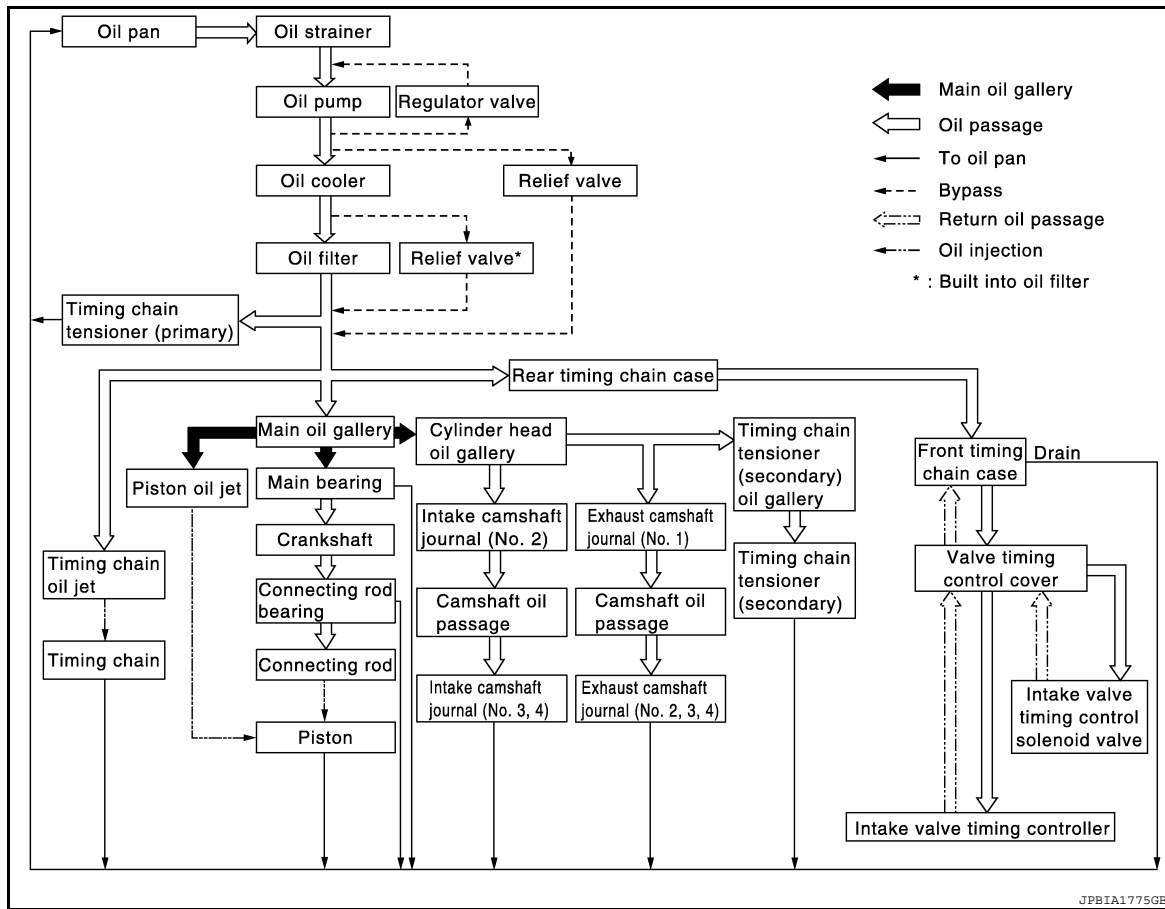 Oil pan
Oil strainer
Oil pump
Regulator valve
Oil cooler
Relief valve
Oil filter
Relief valve*
Main oil gallery
Oil passage
To oil pan
Bypass
Return oil passage
Oil injection
* : Built into oil filter
Timing chain
tensioner (primary)
Rear timing chain case
Main oil gallery
Cylinder head
oil gallery
Timing chain
tensioner
(secondary)
oil gallery
Front timing
chain case
Drain
Piston oil jet
Main bearing
Intake camshaft
journal (No. 2)
Exhaust camshaft
journal (No. 1)
Crankshaft
Timing chain
oil jet
Timing chain
tensioner
(secondary)
Valve timing
control cover
Connecting rod
bearing
Camshaft oil
passage
Camshaft oil
passage
Timing chain
Connecting rod
Intake camshaft
journal (No. 3, 4)
Exhaust camshaft
journal (No. 2, 3, 4)
Intake valve
timing control
solenoid valve
Piston
Intake valve timing controller
JPBIA1775GB